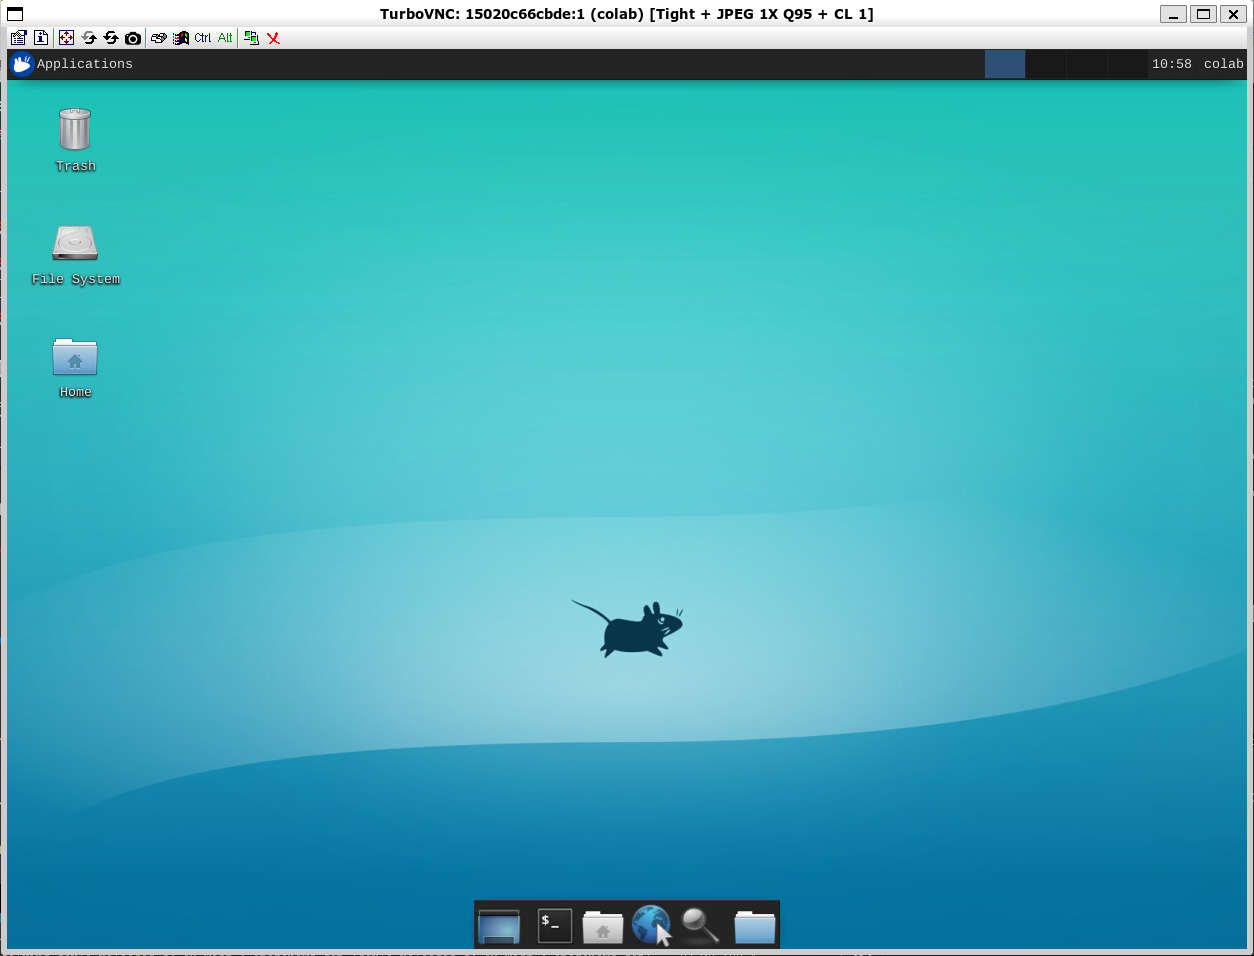 TurboVNC: 15020c66cbde:1 (colab) [Tight + JPEG 1X Q95 + CL 1]
Ctrl Alt
Applications 10:58 colab
Trash
File System
Home
$_